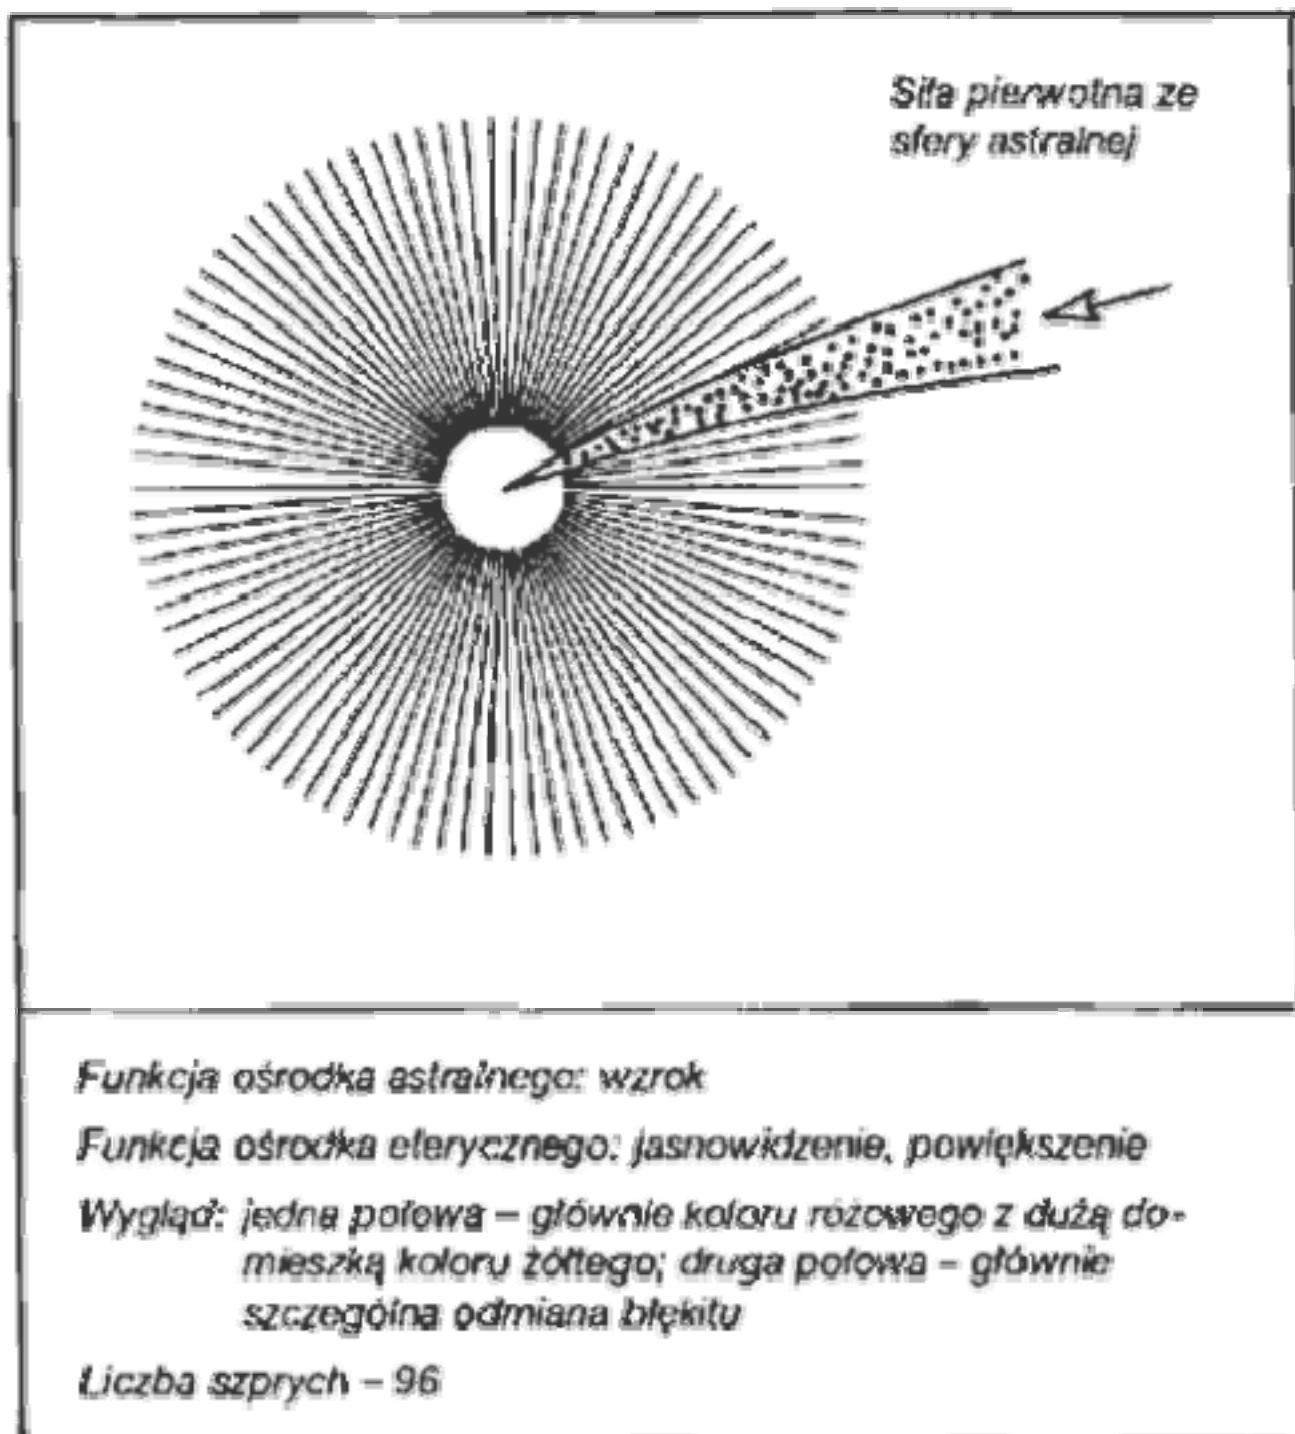 Siła pierwotna ze
sfery astralnej
Funkcja ośrodka astralnego: wzrok
Funkcja ośrodka eterycznego: jasnowidzenie, powiększenie
Wygląd: jedna połowa – głównie koloru różowego z dużą do-
mieszką koloru żółtego; druga połowa – głównie
szczególna odmiana błękitu
Liczba szprych – 96